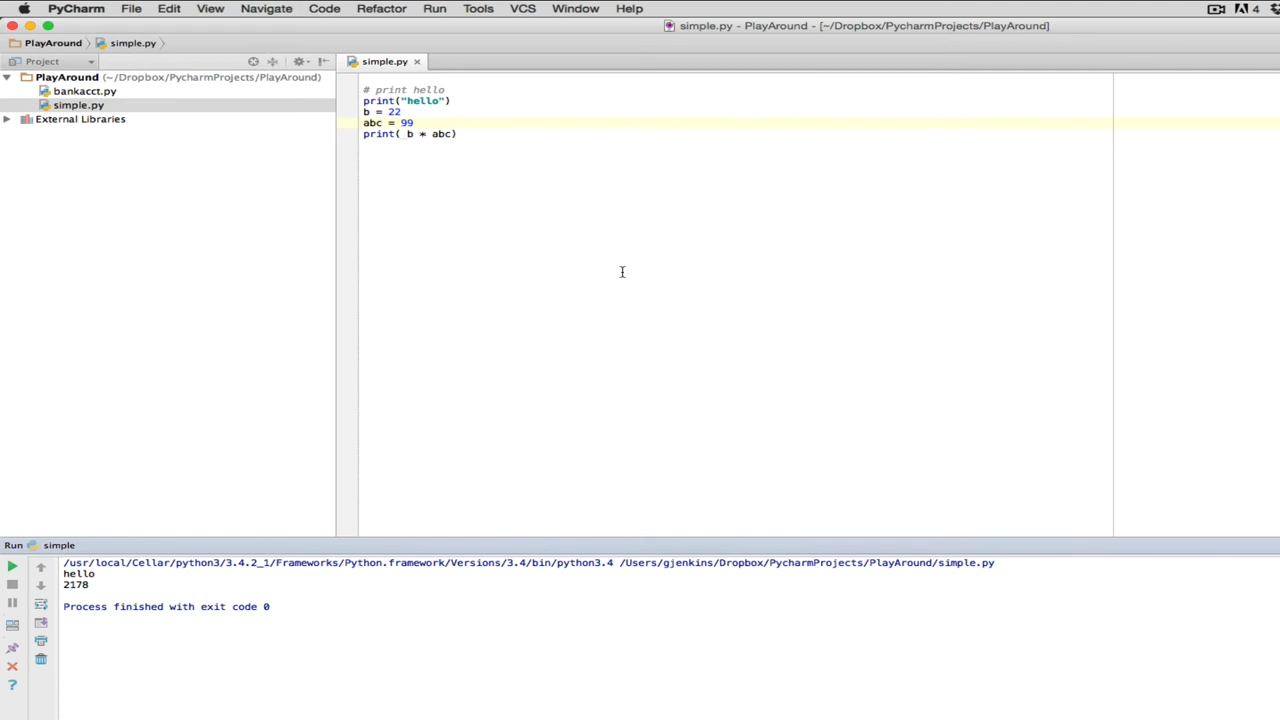 PyCharm File Edit View Navigate Code Refactor Run Tools VCS Window Help 4
simple.py - PlayAround - [~/Dropbox/PycharmProjects/PlayAround]
PlayAround simple.py
Project
simple.py
PlayAround (~/Dropbox/PycharmProjects/PlayAround)
bankacct.py
simple.py
External Libraries
# print hello
print("hello")
b = 22
abc = 99
print( b * abc)
Run simple
/usr/local/Cellar/python3/3.4.2_1/Frameworks/Python.framework/Versions/3.4/bin/python3.4 /Users/gjenkins/Dropbox/PycharmProjects/PlayAround/simple.py
hello
2178
Process finished with exit code 0